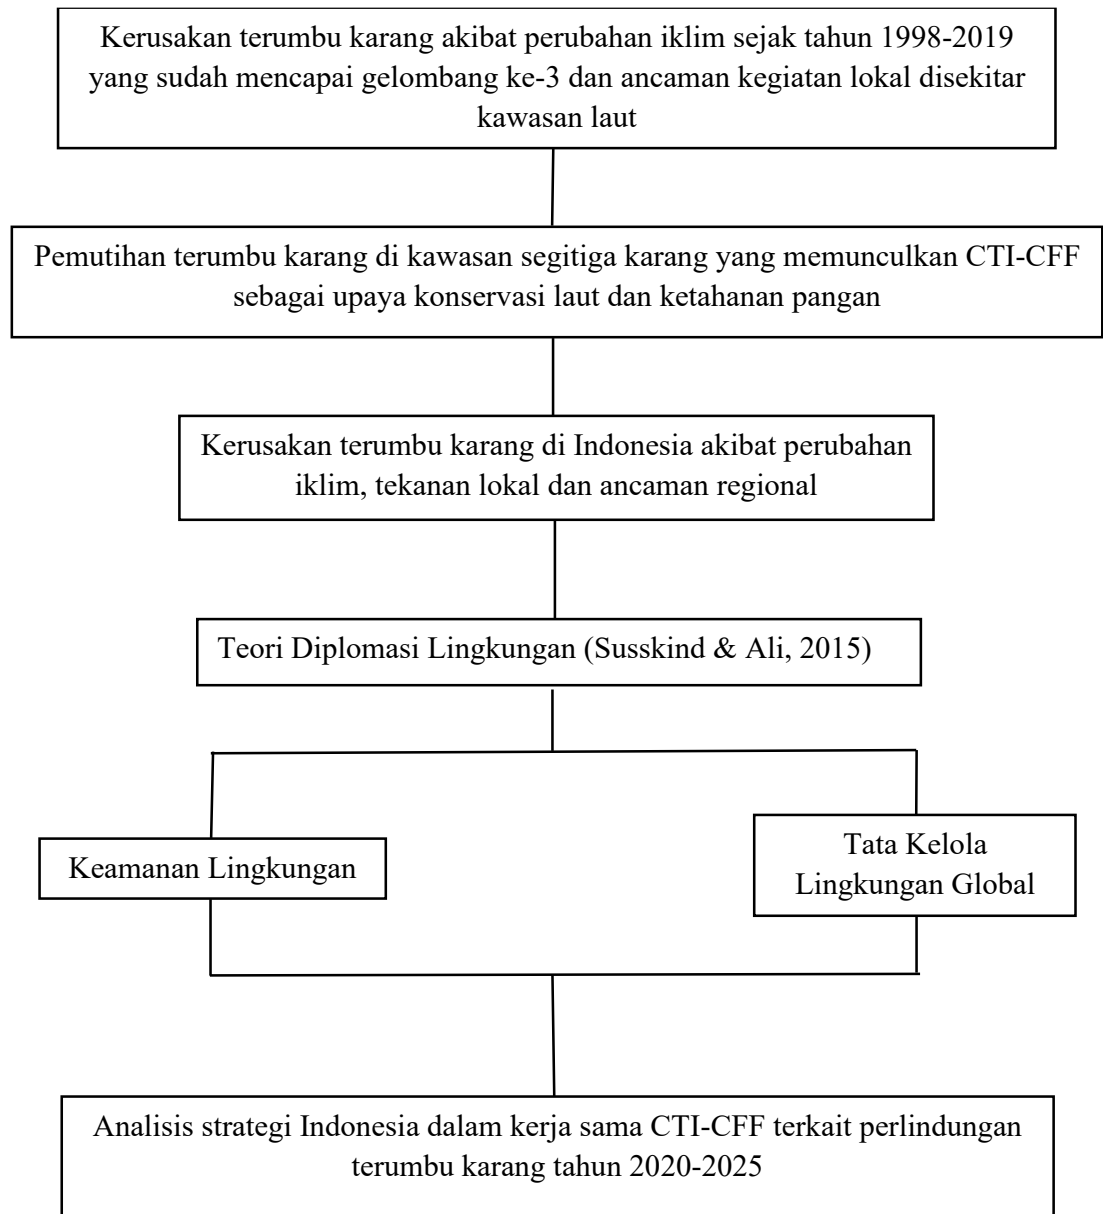 Kerusakan terumbu karang akibat perubahan iklim sejak tahun 1998-2019
yang sudah mencapai gelombang ke-3 dan ancaman kegiatan lokal disekitar
kawasan laut
Pemutihan terumbu karang di kawasan segitiga karang yang memunculkan CTI-CFF
sebagai upaya konservasi laut dan ketahanan pangan
Kerusakan terumbu karang di Indonesia akibat perubahan
iklim, tekanan lokal dan ancaman regional
Teori Diplomasi Lingkungan (Susskind & Ali, 2015)
Keamanan Lingkungan
Tata Kelola
Lingkungan Global
Analisis strategi Indonesia dalam kerja sama CTI-CFF terkait perlindungan
terumbu karang tahun 2020-2025